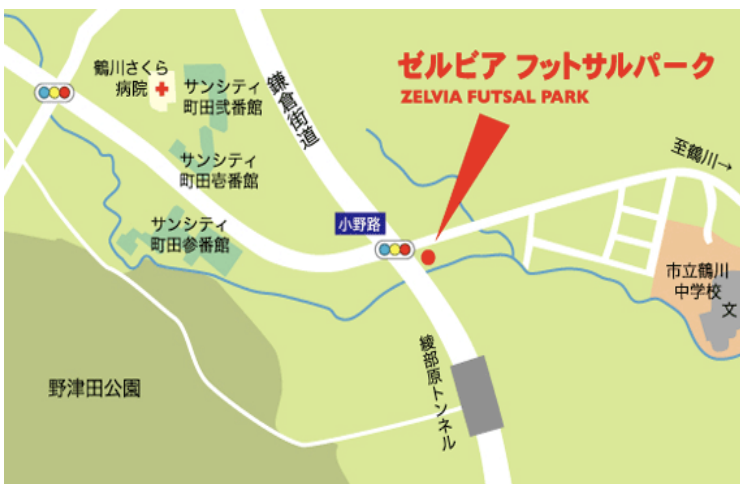 ゼルビア フットサルパーク
ZELVIA FUTSAL PARK
鶴川さくら
病院
サンシティ
町田弐番館
鎌倉街道
サンシティ
町田壱番館
至鶴川→
サンシティ
町田参番館
小野路
市立鶴川
中学校
文
綾部原トンネル
野津田公園